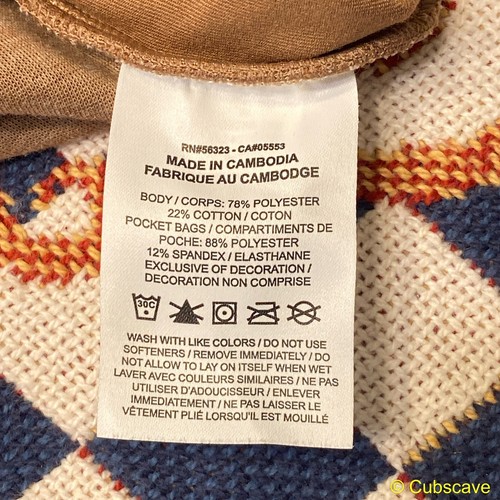 RN#56323 - CA#05553
MADE IN CAMBODIA
FABRIQUE AU CAMBODGE
BODY / CORPS: 78% POLYESTER
22% COTTON / COTON
POCKET BAGS / COMPARTIMENTS DE
POCHE: 88% POLYESTER
12% SPANDEX / ELASTHANNE
EXCLUSIVE OF DECORATION /
DECORATION NON COMPRISE
30C
WASH WITH LIKE COLORS / DO NOT USE
SOFTENERS / REMOVE IMMEDIATELY / DO
NOT ALLOW TO LAY ON ITSELF WHEN WET
LAVER AVEC COULEURS SIMILAIRES / NE PAS
UTILISER D'ADOUCISEUR / ENLEVER
IMMEDIATEMENT / NE PAS LAISSER LE
VÊTEMENT PLIÉ LORSQU'IL EST MOUILLÉ
© Cubscave